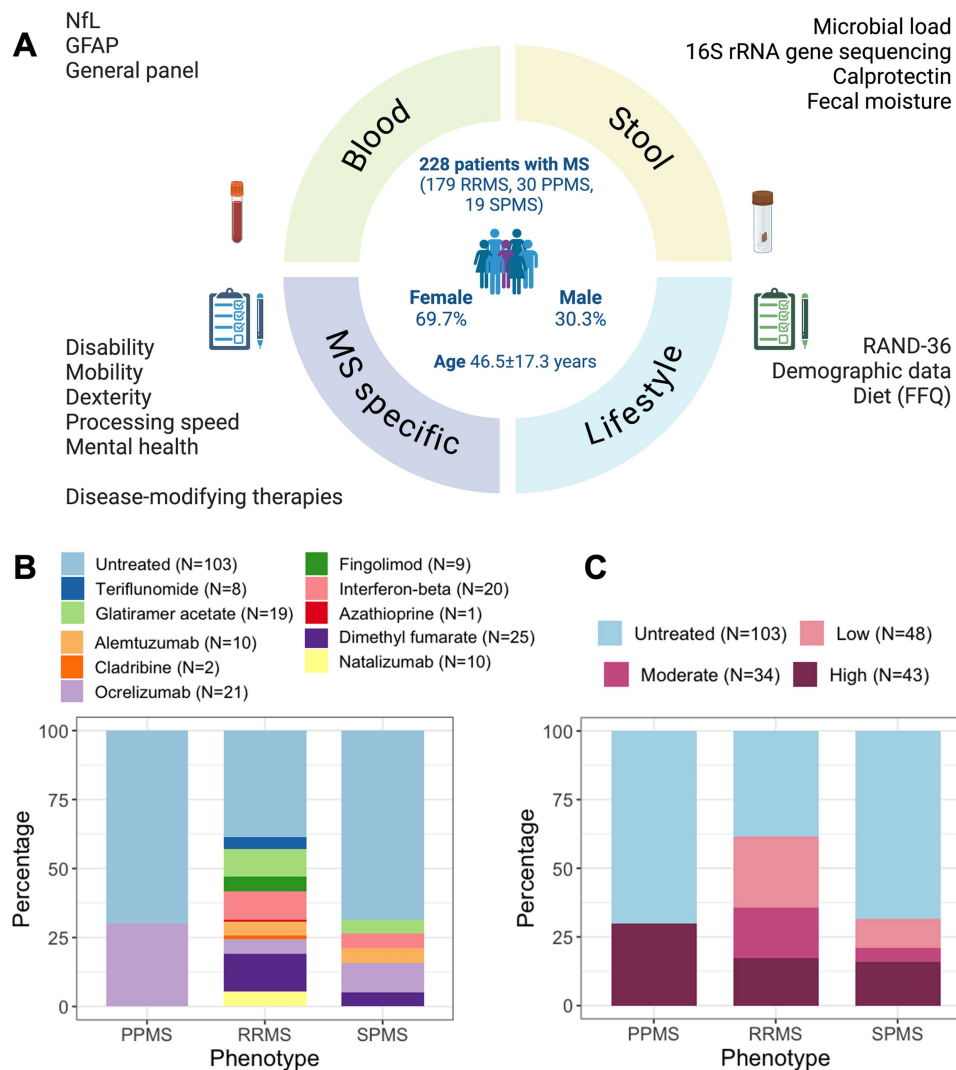 A
NfL
GFAP
General panel
Microbial load
16S rRNA gene sequencing
Calprotectin
Fecal moisture
Blood
Stool
228 patients with MS
(179 RRMS, 30 PPMS,
19 SPMS)
Female
69.7%
Male
30.3%
Age 46.5±17.3 years
MS specific
Lifestyle
Disability
Mobility
Dexterity
Processing speed
Mental health
Disease-modifying therapies
RAND-36
Demographic data
Diet (FFQ)
B
Untreated (N=103)
Teriflunomide (N=8)
Glatiramer acetate (N=19)
Alemtuzumab (N=10)
Cladribine (N=2)
Ocrelizumab (N=21)
Fingolimod (N=9)
Interferon-beta (N=20)
Azathioprine (N=1)
Dimethyl fumarate (N=25)
Natalizumab (N=10)
100
75
50
25
0
Percentage
PPMS
RRMS
SPMS
Phenotype
C
Untreated (N=103)
Low (N=48)
Moderate (N=34)
High (N=43)
100
75
50
25
0
Percentage
PPMS
RRMS
SPMS
Phenotype